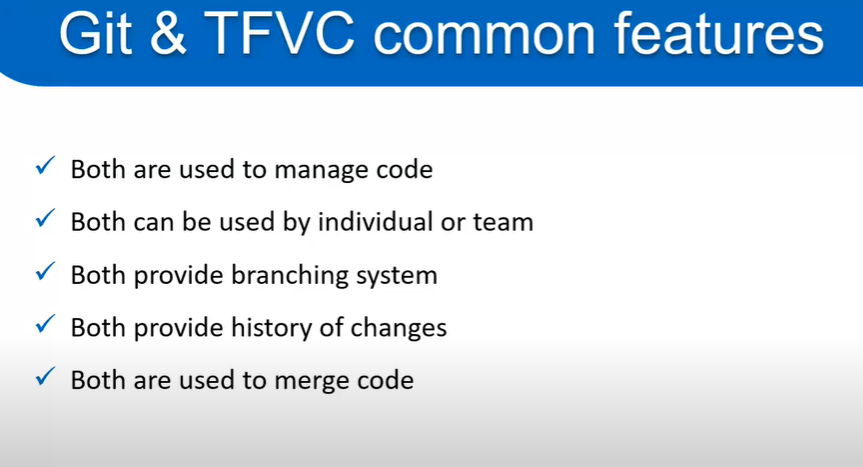 Git & TFVC common features
✓ Both are used to manage code
✓ Both can be used by individual or team
✓ Both provide branching system
✓ Both provide history of changes
✓ Both are used to merge code